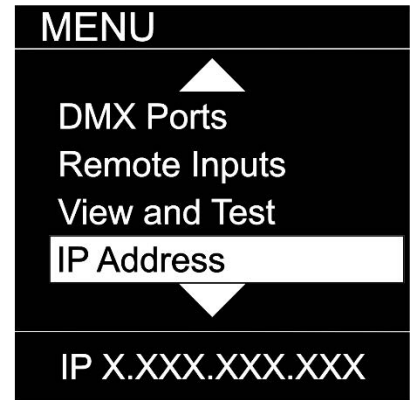 MENU
DMX Ports
Remote Inputs
View and Test
IP Address
IP X.XXX.XXX.XXX